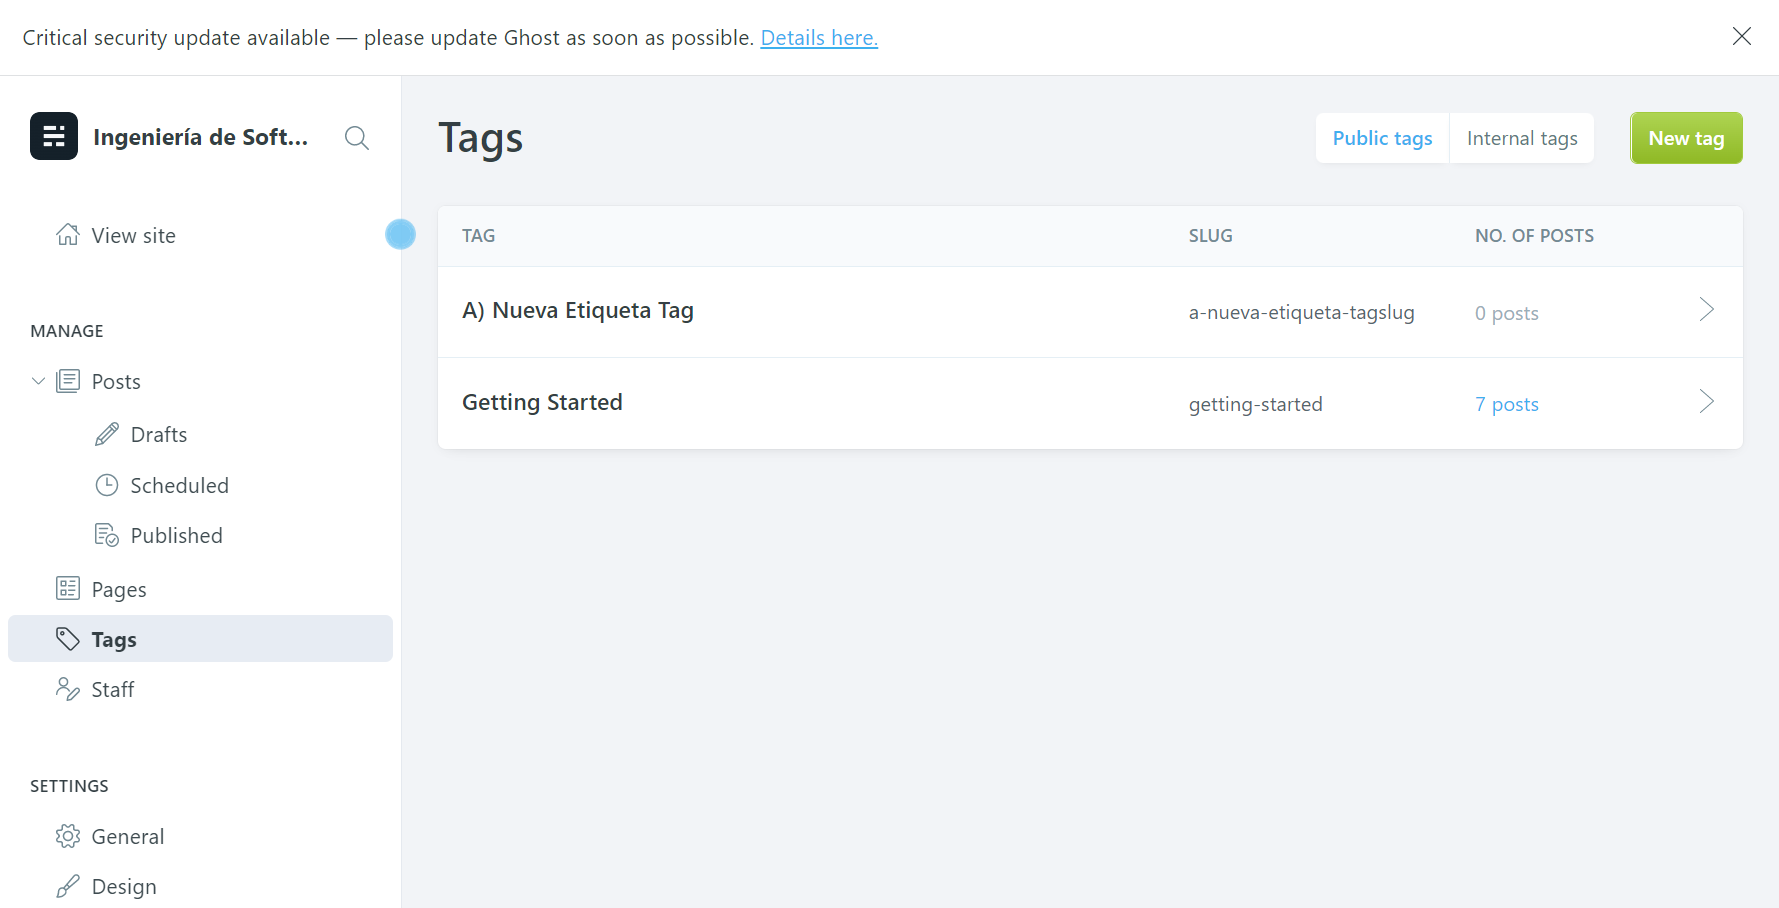 Critical security update available — please update Ghost as soon as possible. Details here.
Ingeniería de Soft...
View site
MANAGE
Posts
Drafts
Scheduled
Published
Pages
Tags
Staff
SETTINGS
General
Design
Tags
Public tags
Internal tags
New tag
TAG SLUG NO. OF POSTS
A) Nueva Etiqueta Tag a-nueva-etiqueta-tagslug 0 posts
Getting Started getting-started 7 posts